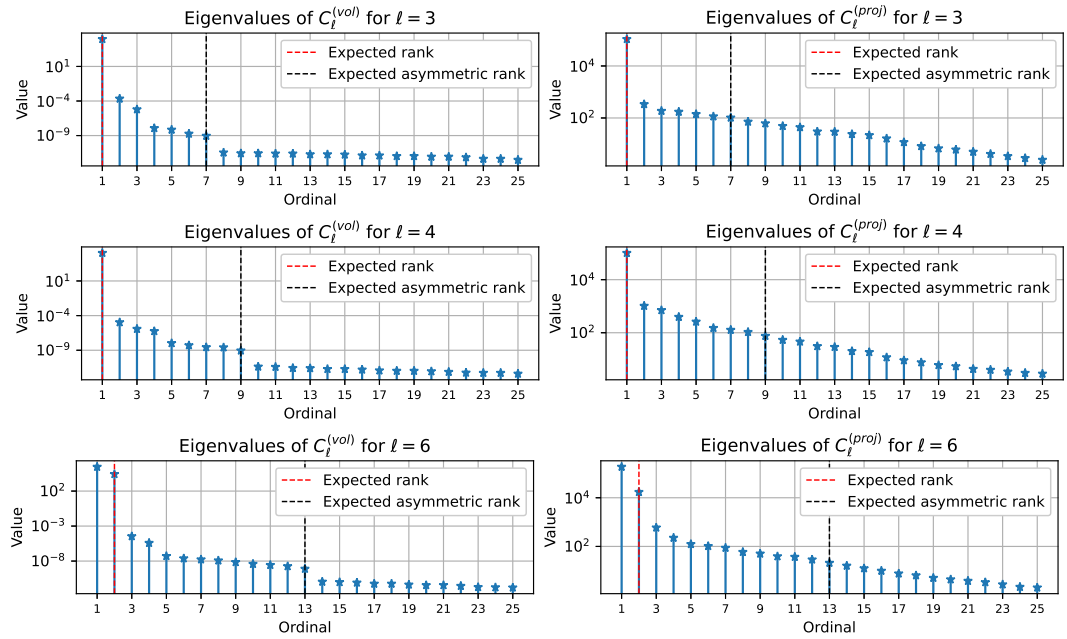 Eigenvalues of C_ℓ^(vol) for ℓ = 3
Value
10^1
10^−4
10^−9
Expected rank
Expected asymmetric rank
1 3 5 7 9 11 13 15 17 19 21 23 25
Ordinal
Eigenvalues of C_ℓ^(proj) for ℓ = 3
Value
10^4
10^2
Expected rank
Expected asymmetric rank
1 3 5 7 9 11 13 15 17 19 21 23 25
Ordinal
Eigenvalues of C_ℓ^(vol) for ℓ = 4
Value
10^1
10^−4
10^−9
Expected rank
Expected asymmetric rank
1 3 5 7 9 11 13 15 17 19 21 23 25
Ordinal
Eigenvalues of C_ℓ^(proj) for ℓ = 4
Value
10^4
10^2
Expected rank
Expected asymmetric rank
1 3 5 7 9 11 13 15 17 19 21 23 25
Ordinal
Eigenvalues of C_ℓ^(vol) for ℓ = 6
Value
10^2
10^−3
10^−8
Expected rank
Expected asymmetric rank
1 3 5 7 9 11 13 15 17 19 21 23 25
Ordinal
Eigenvalues of C_ℓ^(proj) for ℓ = 6
Value
10^4
10^2
Expected rank
Expected asymmetric rank
1 3 5 7 9 11 13 15 17 19 21 23 25
Ordinal